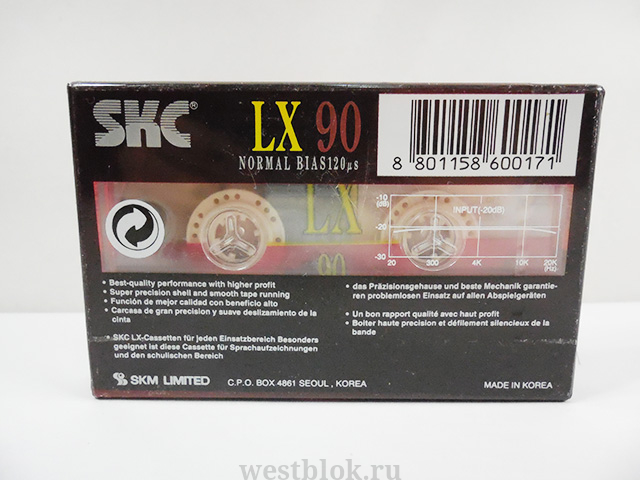 SKC®
LX 90
NORMAL BIAS 120µs
8 801158 600171
LX
90
-10
(dB)
-20
-30
INPUT(-20dB)
20 300 4K 10K 20K
(Hz)
• Best-quality performance with higher profit
• Super precision shell and smooth tape running
• Función de mejor calidad con beneficio alto
• Carcasa de gran precision y suave deslizamiento de la
cinta
• SKC LX-Cassetten für jeden Einsatzbereich Besonders
geeignet ist diese Cassette für Sprachaufzeichnungen
und den schulischen Bereich
• das Präzisionsgehause und beste Mechanik garantie-
ren problemlosen Einsatz auf allen Abspielgeräten
• Un bon rapport qualité avec haut profit
• Boiter haute precision et défilement silencieux de la
bande
SKM LIMITED
C.P.O. BOX 4861 SEOUL, KOREA
MADE IN KOREA
westblok.ru